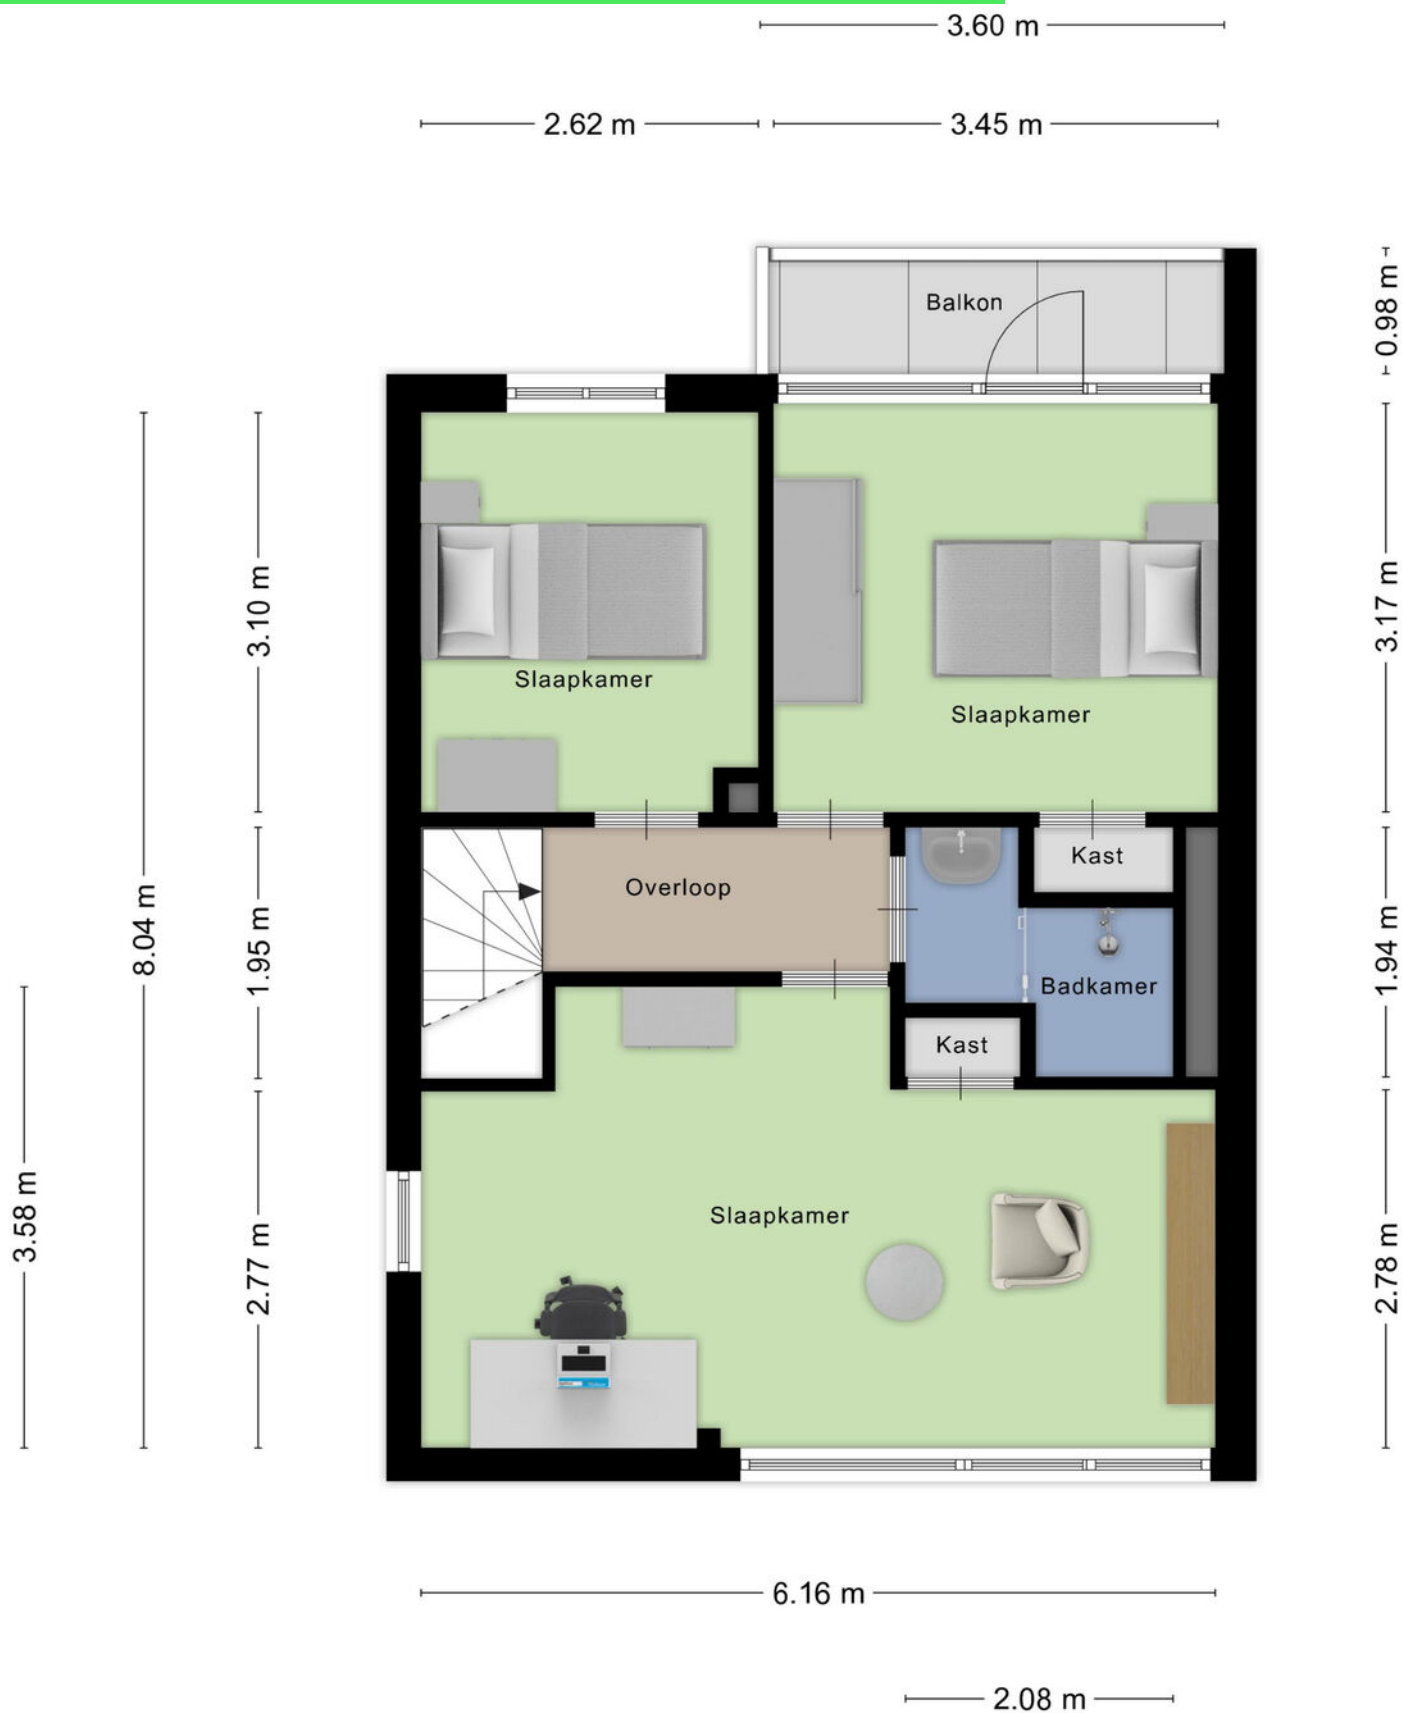 3.60 m
2.62 m
3.45 m
Balkon
0.98 m
3.10 m
8.04 m
3.58 m
1.95 m
2.77 m
3.17 m
1.94 m
2.78 m
Slaapkamer
Slaapkamer
Overloop
Kast
Badkamer
Kast
Slaapkamer
6.16 m
2.08 m